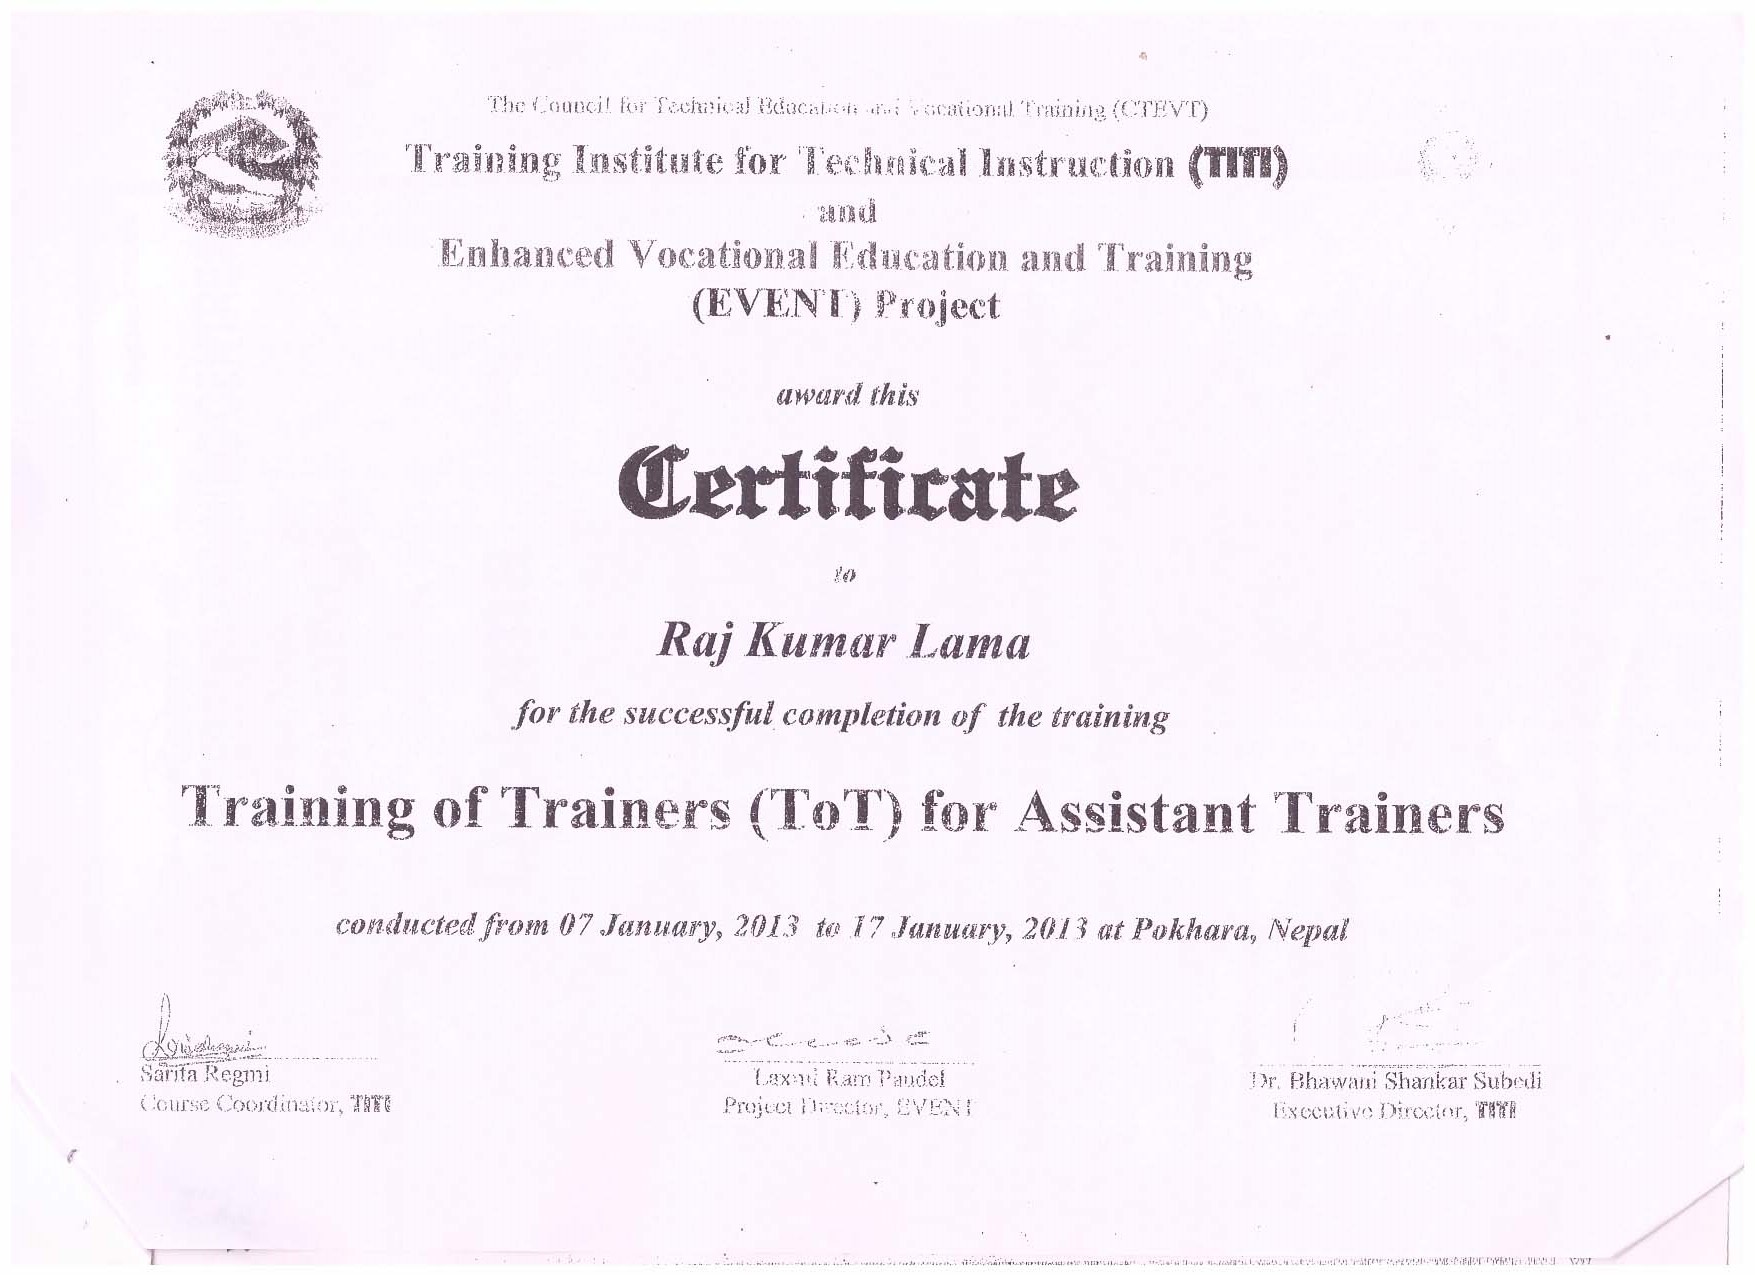 The Council for Technical Education and Vocational Training (CTEVT)
Training Institute for Technical Instruction (TITI)
and
Enhanced Vocational Education and Training
(EVENT) Project
award this
Certificate
to
Raj Kumar Lama
for the successful completion of the training
Training of Trainers (ToT) for Assistant Trainers
conducted from 07 January, 2013 to 17 January, 2013 at Pokhara, Nepal
Sarita Regmi
Course Coordinator, TITI
Laxmi Ram Paudel
Project Director, EVENT
Dr. Bhawani Shankar Subedi
Executive Director, TITI